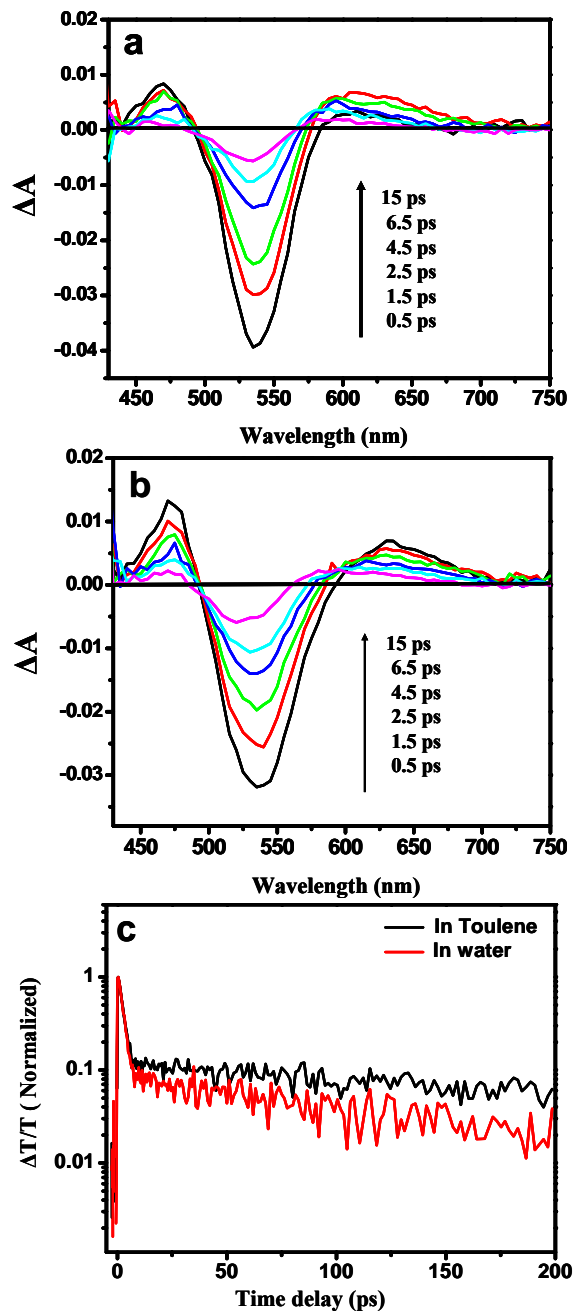 a
0.01
0.00
-0.01
-0.02
-0.03
-0.04
ΔA
15 ps
6.5 ps
4.5 ps
2.5 ps
1.5 ps
0.5 ps
450 500 550 600 650 700 750
Wavelength (nm)
b
0.02
0.01
0.00
-0.01
-0.02
-0.03
ΔA
15 ps
6.5 ps
4.5 ps
2.5 ps
1.5 ps
0.5 ps
450 500 550 600 650 700 750
Wavelength (nm)
c
In Toulene
In water
1
0.1
0.01
ΔT/T ( Normalized)
0 50 100 150 200
Time delay (ps)